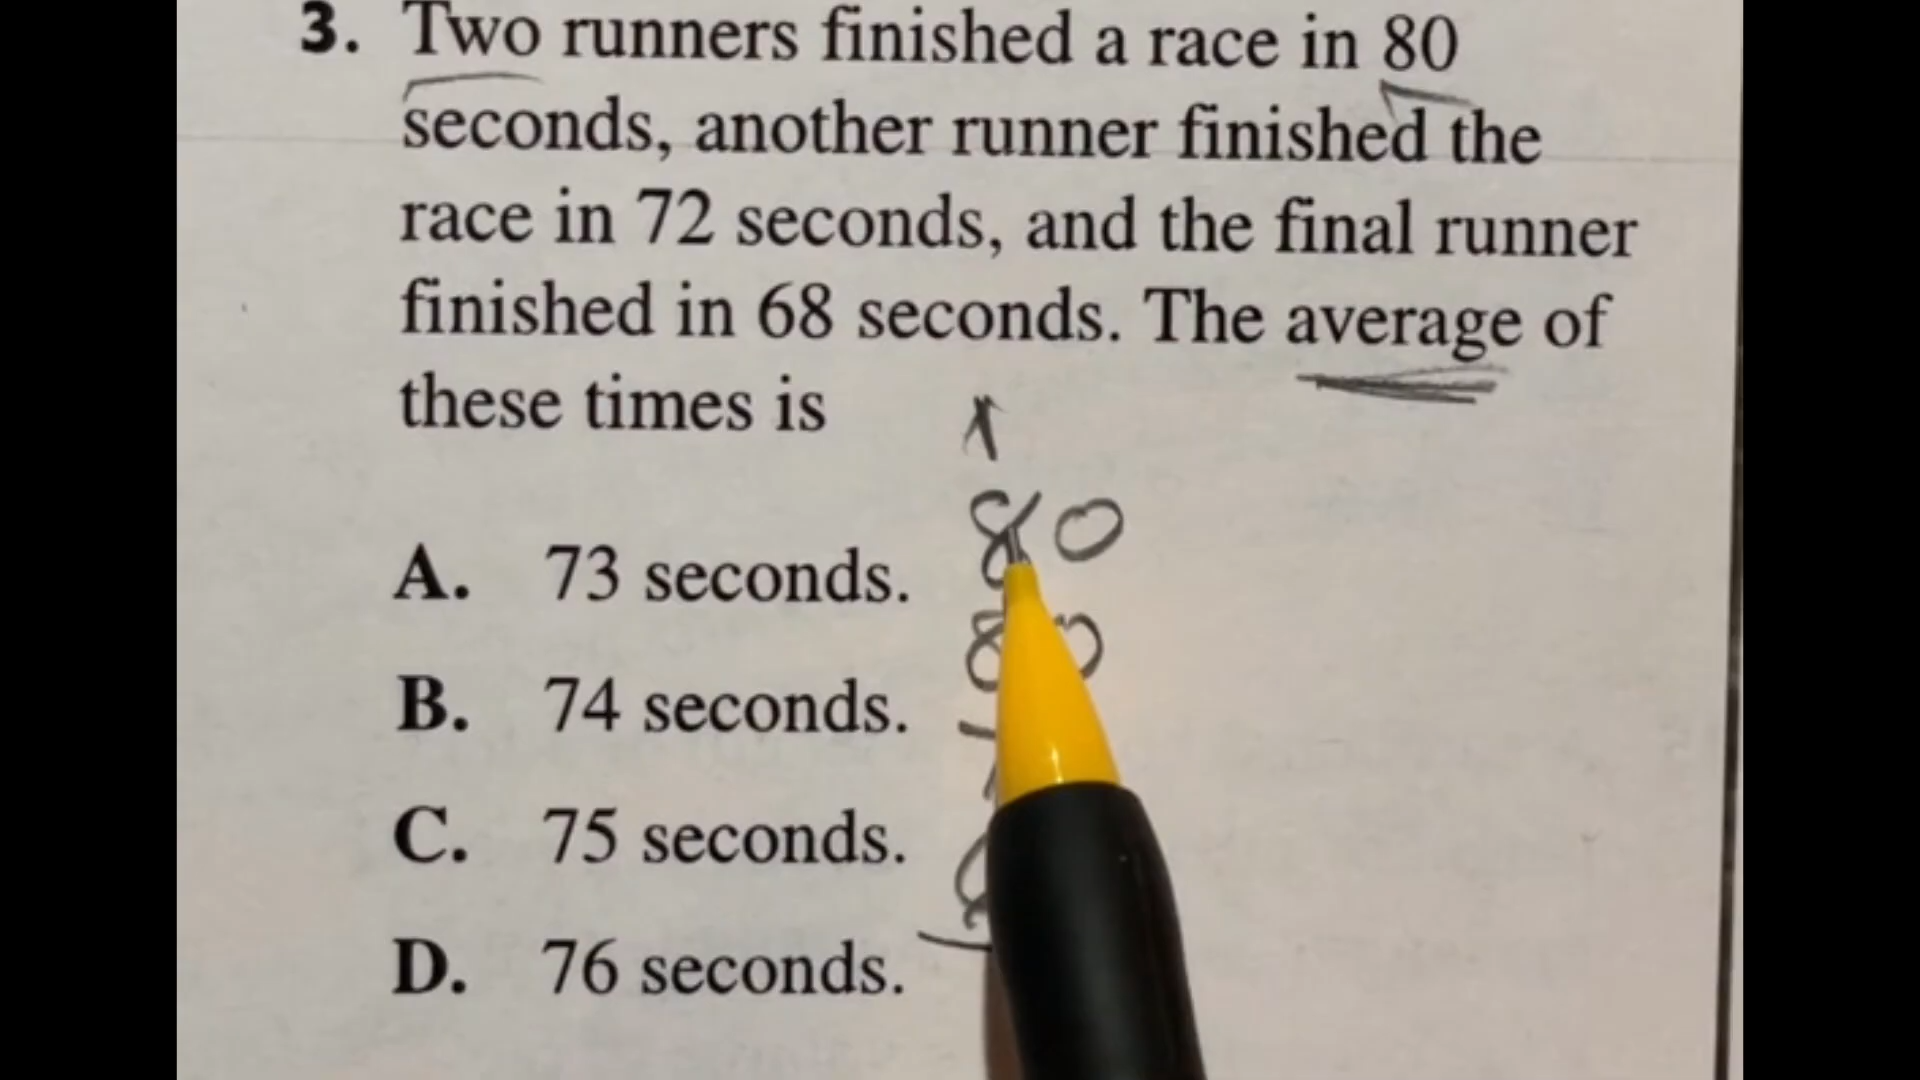 3. Two runners finished a race in 80
seconds, another runner finished the
race in 72 seconds, and the final runner
finished in 68 seconds. The average of
these times is
1
80
A. 73 seconds.
80
B. 74 seconds.
C. 75 seconds.
D. 76 seconds.